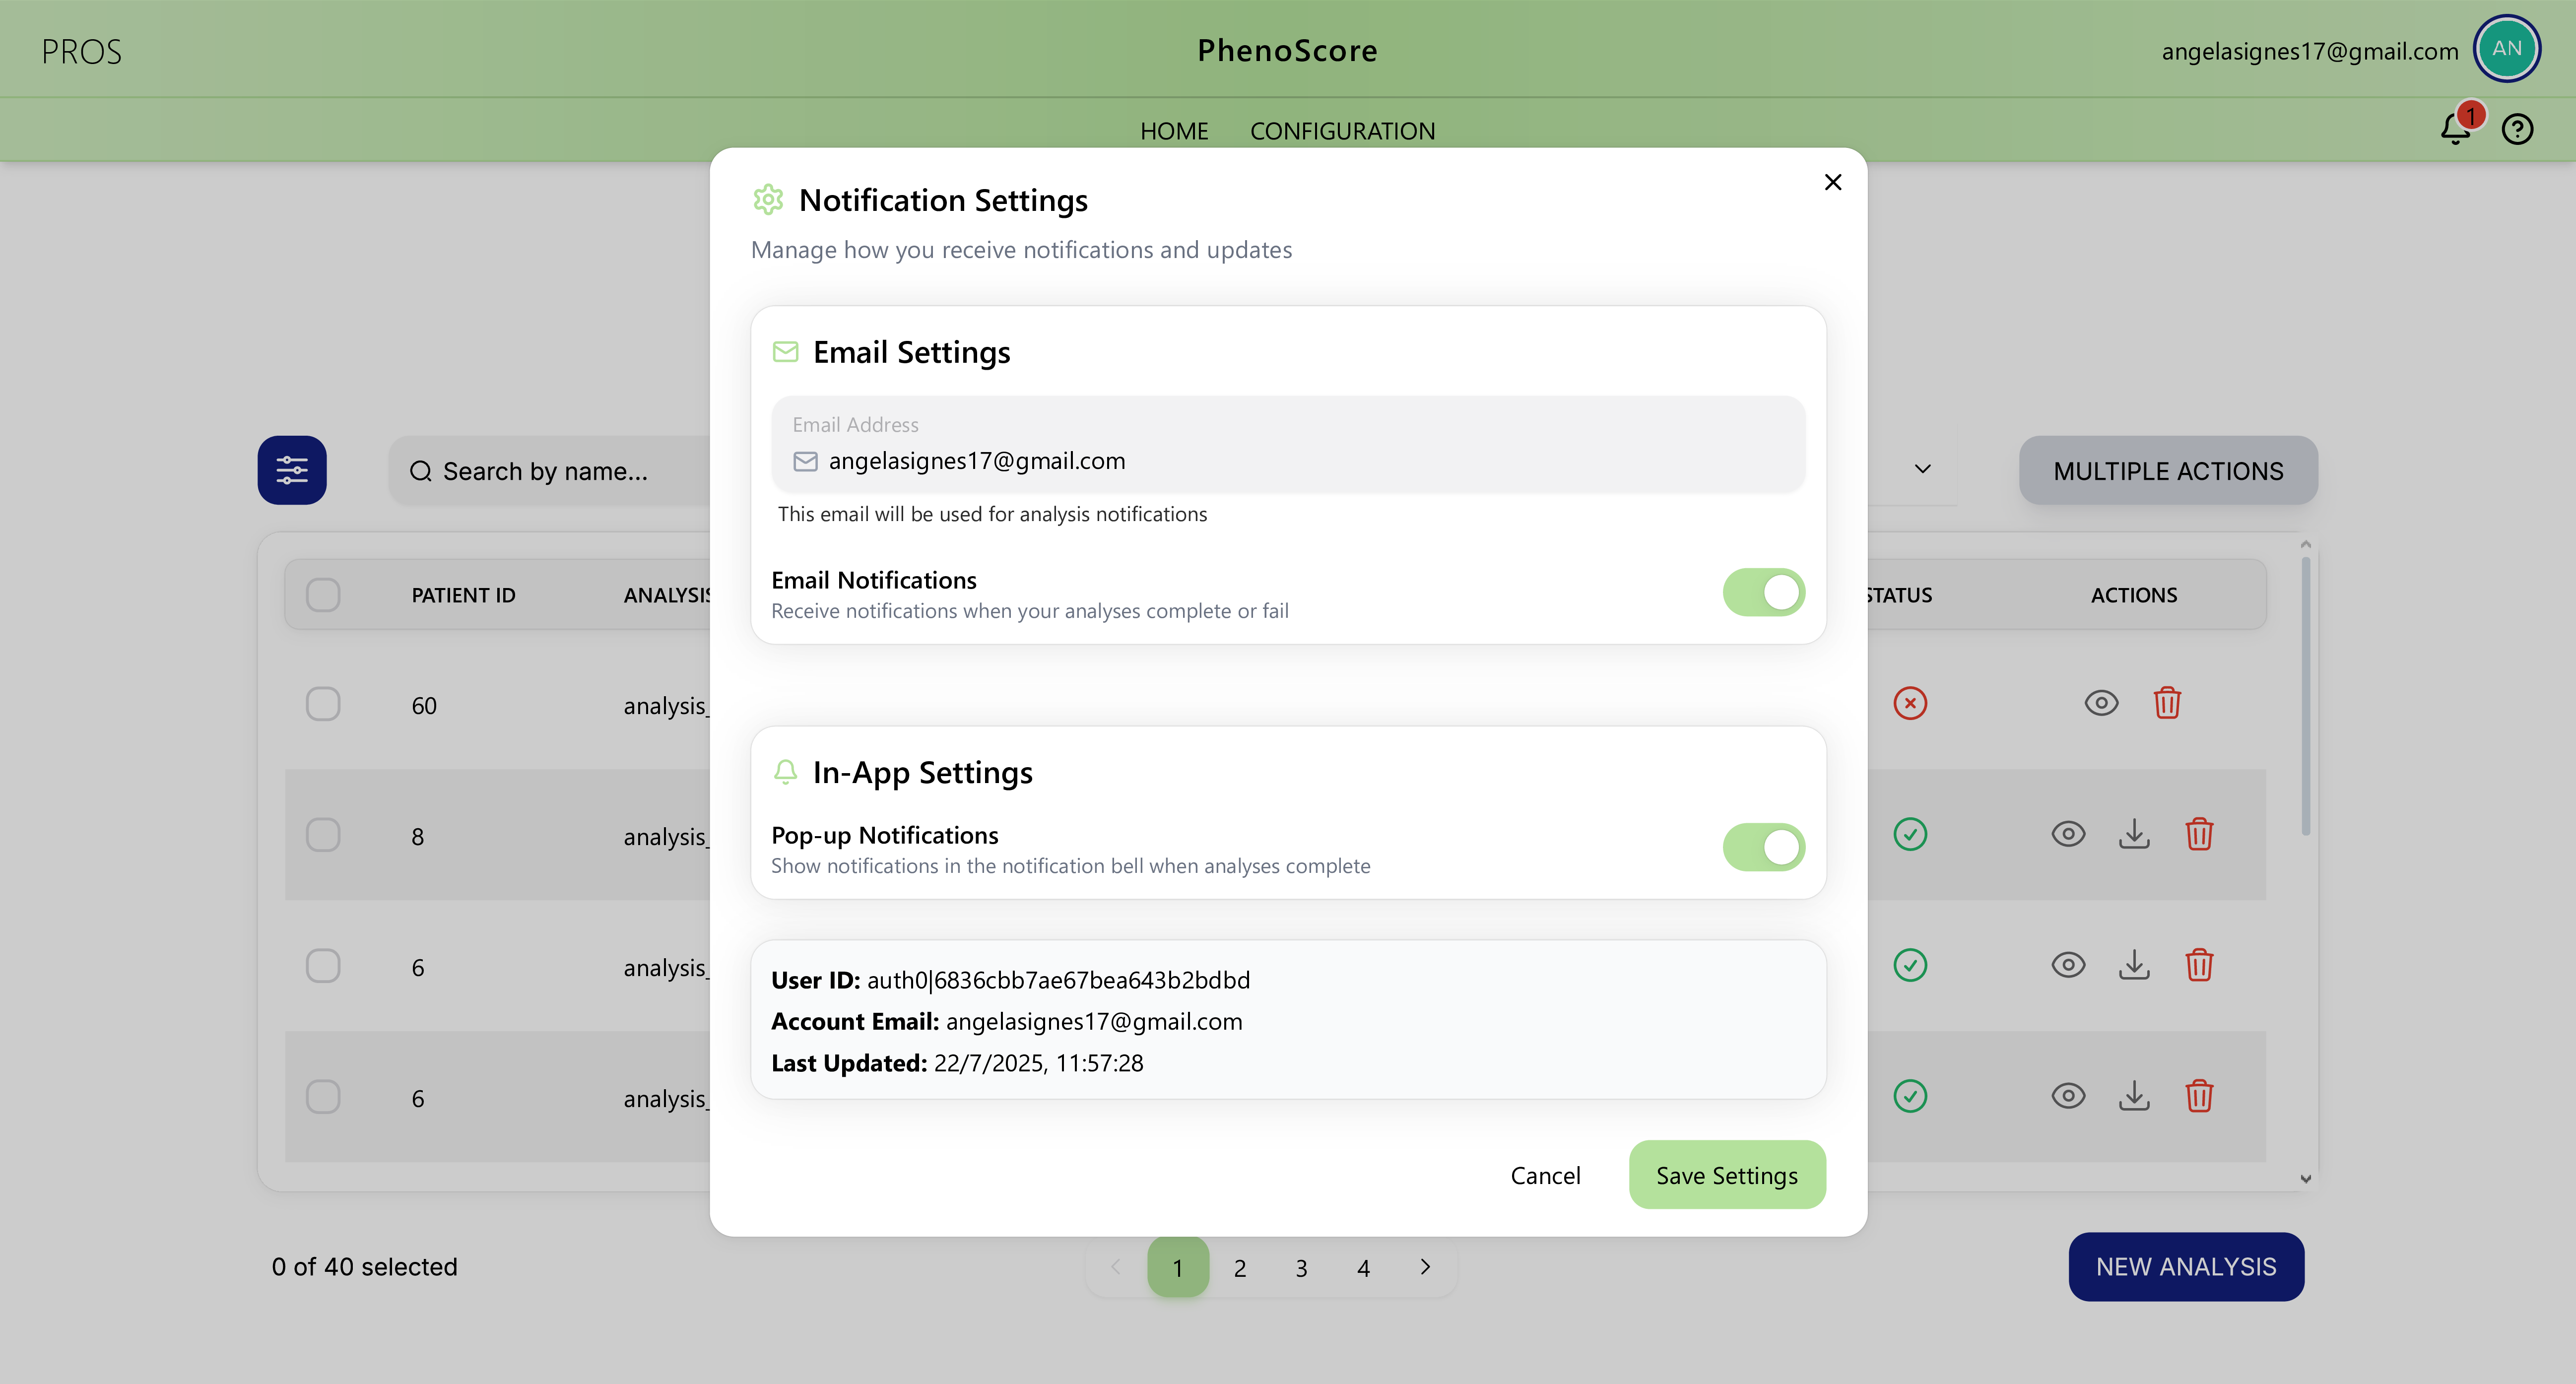 PROS
PhenoScore
angelasignes17@gmail.com
AN
HOME
CONFIGURATION
1
Notification Settings
Manage how you receive notifications and updates
Email Settings
Email Address
angelasignes17@gmail.com
This email will be used for analysis notifications
Email Notifications
Receive notifications when your analyses complete or fail
In-App Settings
Pop-up Notifications
Show notifications in the notification bell when analyses complete
User ID: auth0|6836cbb7ae67bea643b2bdbd
Account Email: angelasignes17@gmail.com
Last Updated: 22/7/2025, 11:57:28
Cancel
Save Settings
Search by name...
MULTIPLE ACTIONS
PATIENT ID
ANALYSIS
STATUS
ACTIONS
60
analysis_
8
analysis_
6
analysis_
6
analysis_
0 of 40 selected
1 2 3 4
NEW ANALYSIS